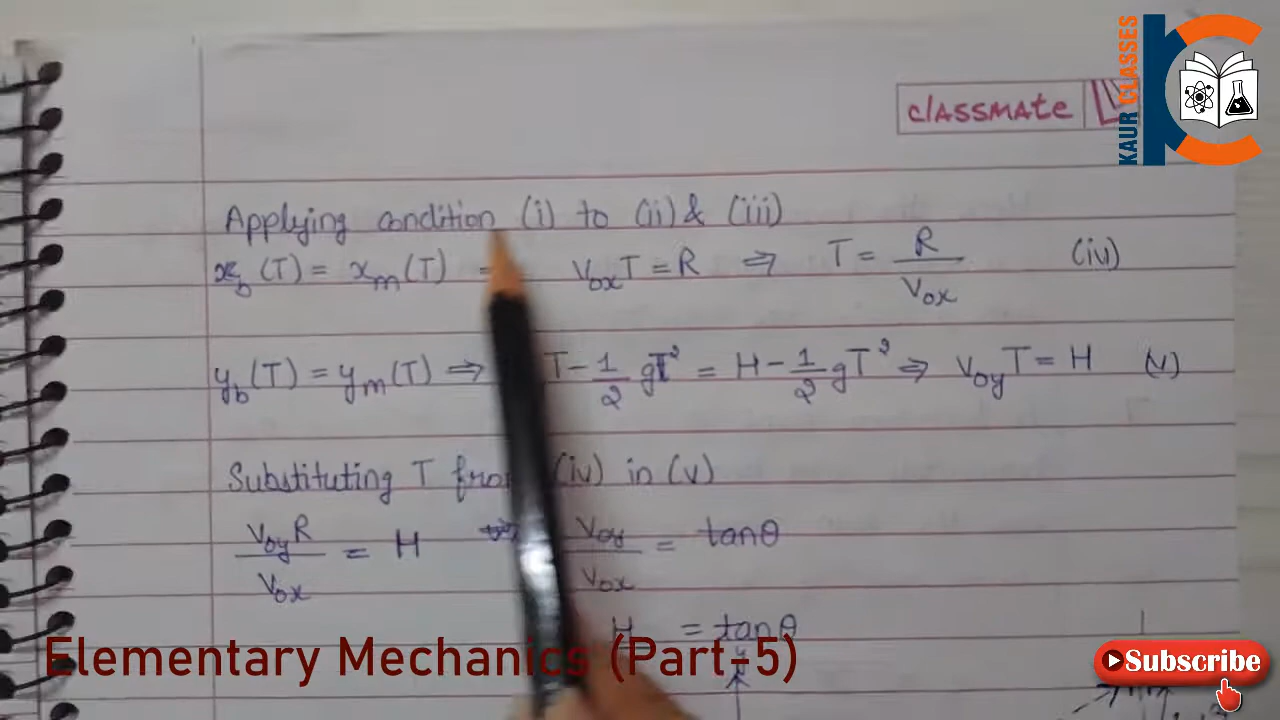 KAUR CLASSES
classmate
Applying condition (i) to (ii) & (iii)
x_b(T) = x_m(T) = v_ox T = R ⇒ T = R / v_ox (iv)
y_b(T) = y_m(T) ⇒ T - 1/2 gT² = H - 1/2 gT² ⇒ v_oy T = H (v)
Substituting T from (iv) in (v)
v_oy R / v_ox = H v_oy / v_ox = tanθ
H = tanθ
Elementary Mechanics (Part-5)
Subscribe